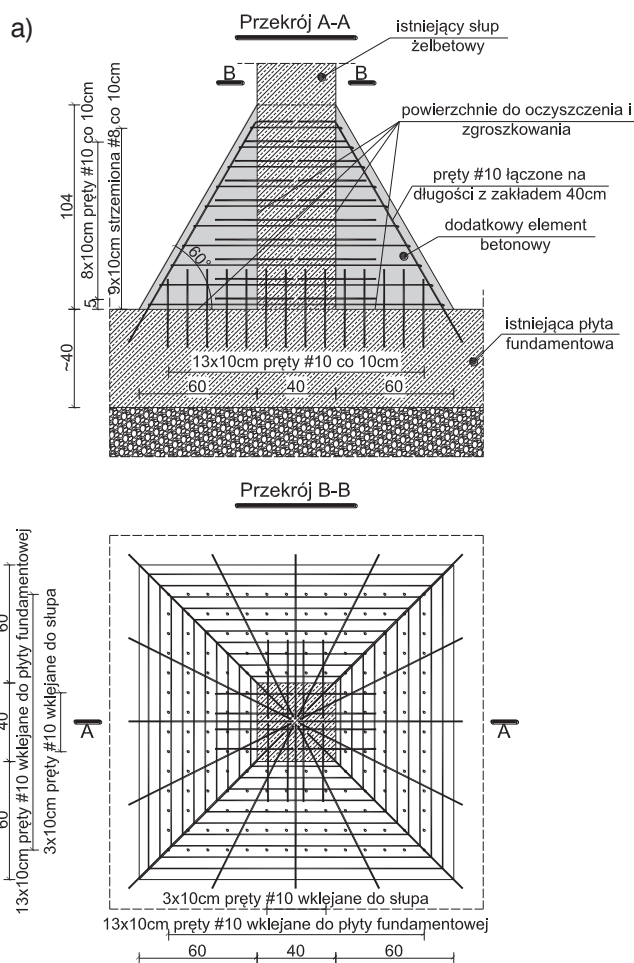 a)
Przekrój A-A
istniejący słup
żelbetowy
B
B
powierzchnie do oczyszczenia i
zgroszkowania
pręty #10 łączone na
długości z zakładem 40cm
dodatkowy element
betonowy
istniejąca płyta
fundamentowa
104
5
~40
8x10cm pręty #10 co 10cm
9x10cm strzemiona #8 co 10cm
60°
13x10cm pręty #10 co 10cm
60
40
60
Przekrój B-B
60
40
60
13x10cm pręty #10 wklejane do płyty fundamentowej
3x10cm pręty #10 wklejane do słupa
A
A
3x10cm pręty #10 wklejane do słupa
13x10cm pręty #10 wklejane do płyty fundamentowej
60
40
60